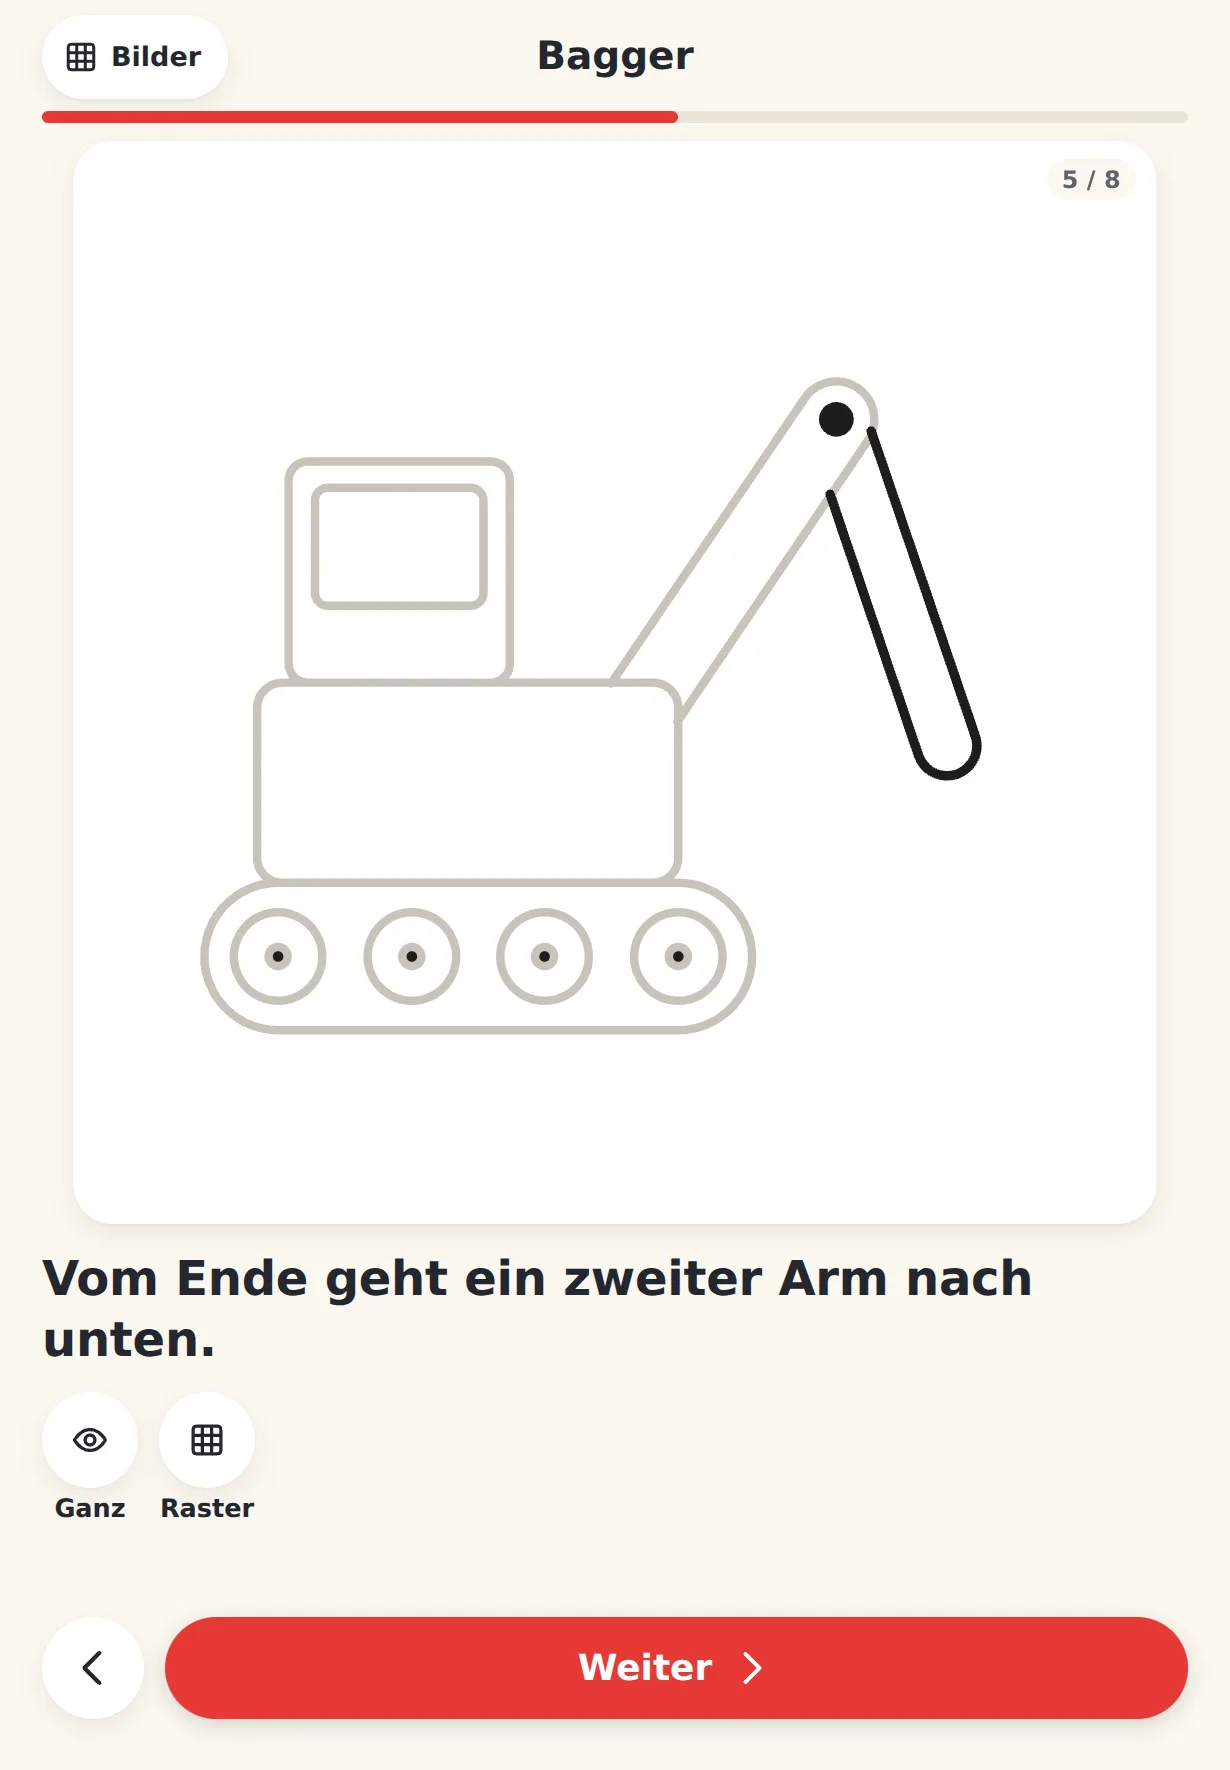 Bilder
Bagger
5 / 8
Vom Ende geht ein zweiter Arm nach
unten.
Ganz
Raster
Weiter